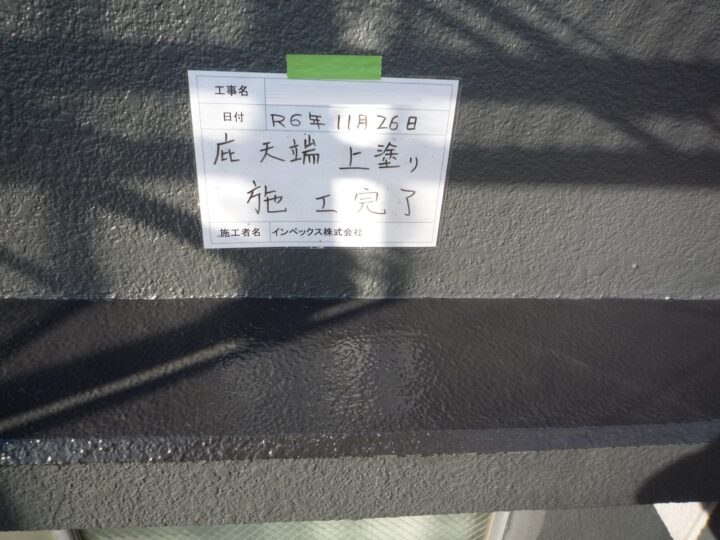 工事名
日付 R6年 11月26日
庇 天端 上塗り
施工完了
施工者名 インペックス株式会社